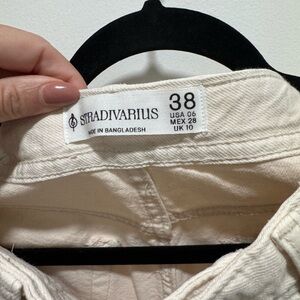 STRADIVARIUS
MADE IN BANGLADESH
38
USA 06
MEX 28
UK 10